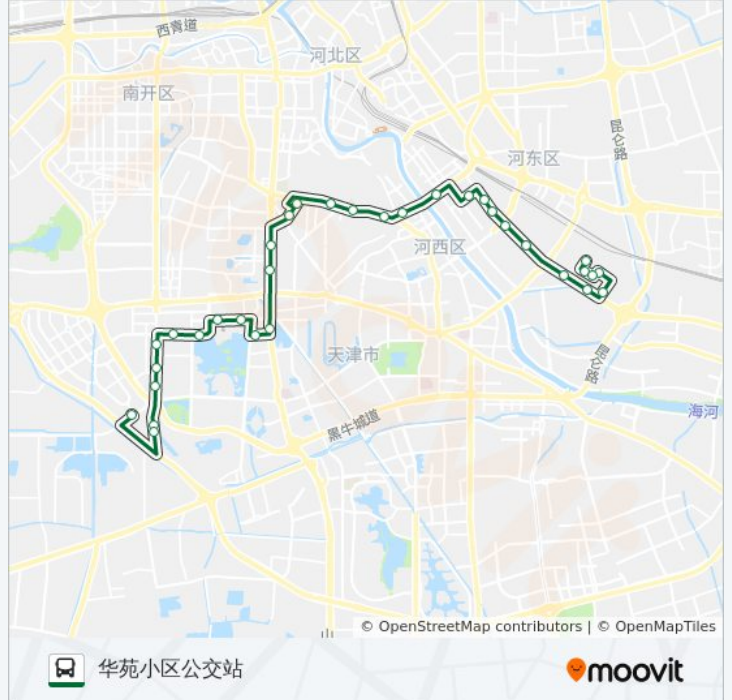 西青道
河北区
南开区
昆仑路
河东区
河西区
天津市
昆仑路
海河
黑牛城道
山
© OpenStreetMap contributors | © OpenMapTiles
华苑小区公交站
moovit